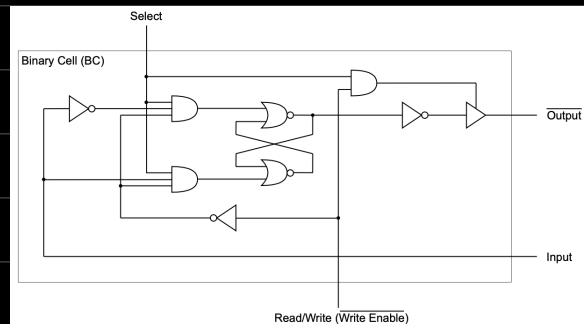 Select
Binary Cell (BC)
Output
Input
Read/Write (Write Enable)